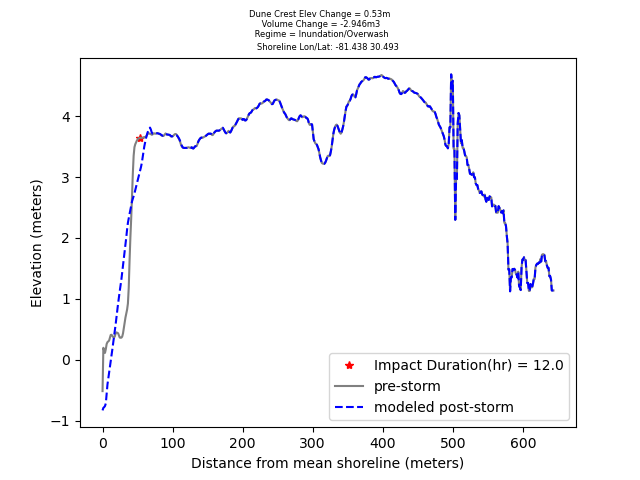 Dune Crest Elev Change = 0.53m
Volume Change = -2.946m3
Regime = Inundation/Overwash
Shoreline Lon/Lat: -81.438 30.493
4
3
2
1
0
−1
Elevation (meters)
Impact Duration(hr) = 12.0
pre-storm
modeled post-storm
0 100 200 300 400 500 600
Distance from mean shoreline (meters)